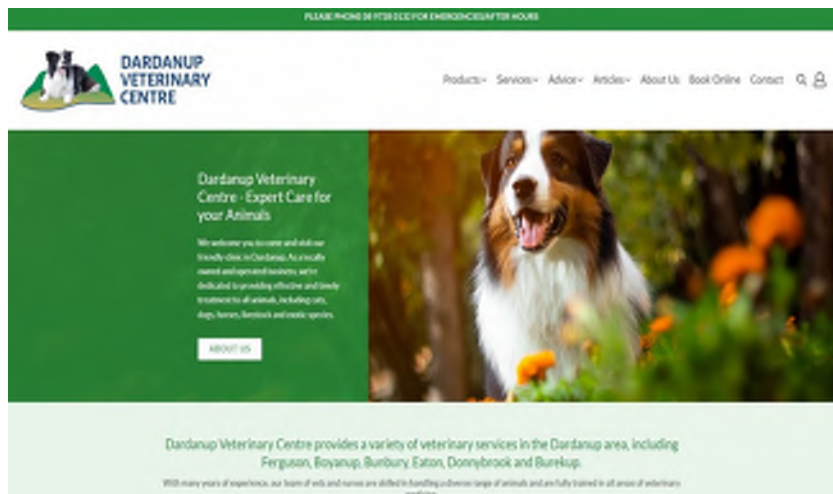 PLEASE PHONE 08 9728 0132 FOR EMERGENCIES/AFTER HOURS
DARDANUP
VETERINARY
CENTRE
Products
Services
Advice
Articles
About Us
Book Online
Contact
Dardanup Veterinary
Centre - Expert Care for
your Animals
We welcome you to come and visit our
friendly clinic in Dardanup. As a locally
owned and operated business, we're
dedicated to providing effective and timely
treatment to all animals, including cats,
dogs, horses, livestock and exotic species.
ABOUT US
Dardanup Veterinary Centre provides a variety of veterinary services in the Dardanup area, including
Ferguson, Boyanup, Bunbury, Eaton, Donnybrook and Burekup.
With many years of experience, our team of vets and nurses are skilled in handling a diverse range of animals and are fully trained in all areas of veterinary